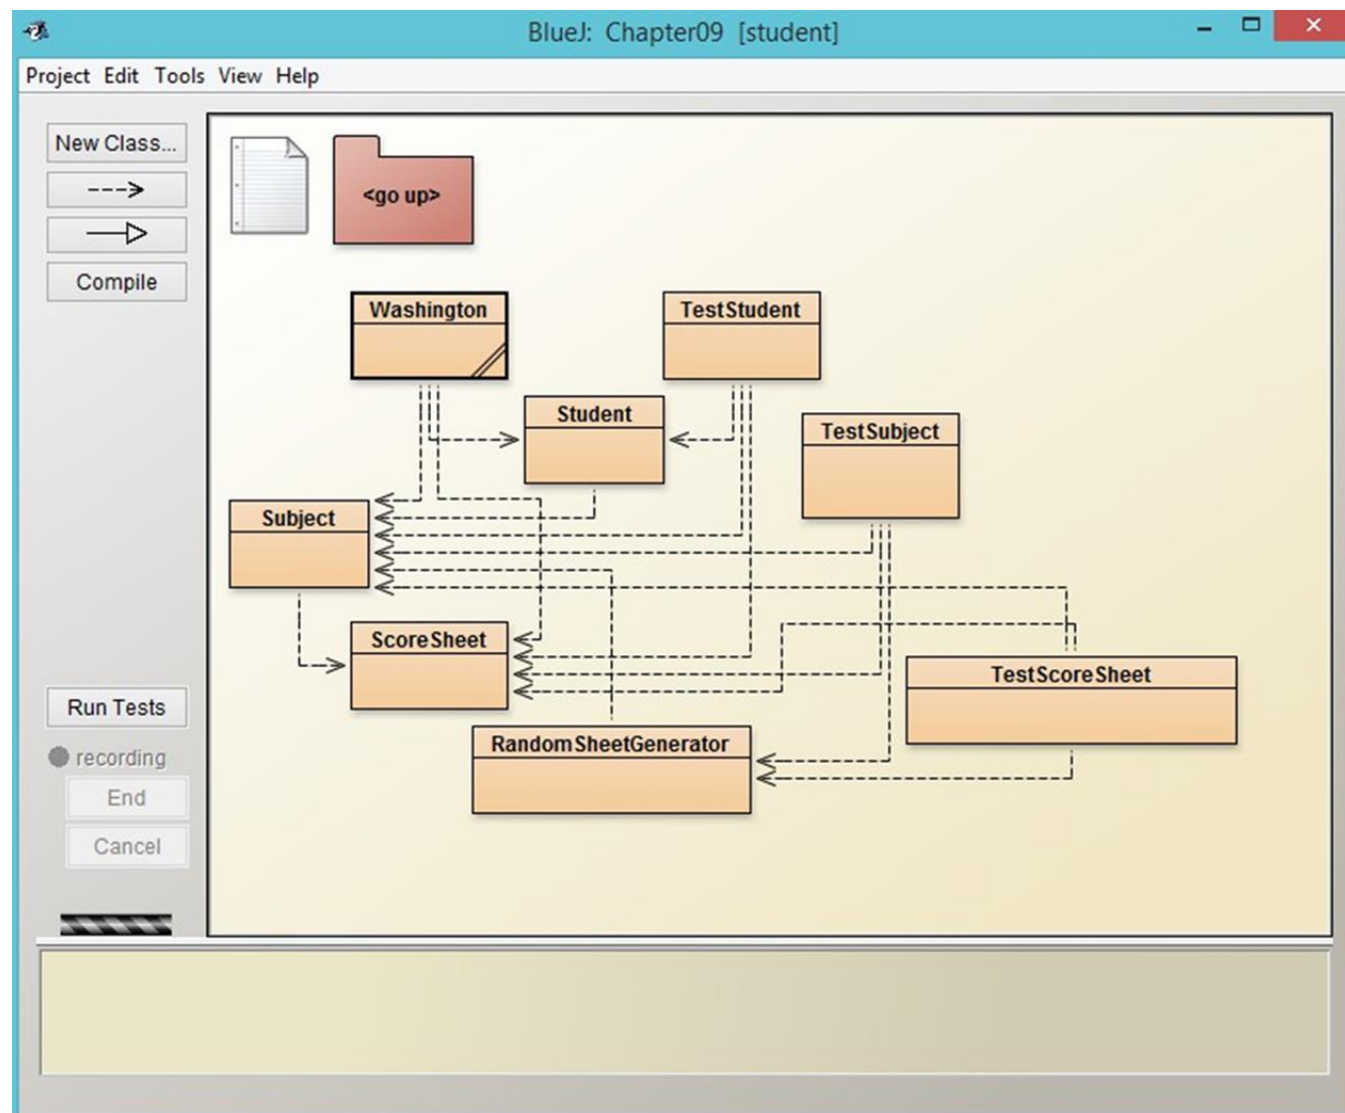 BlueJ: Chapter09 [student]
Project Edit Tools View Help
New Class...
Compile
<go up>
Washington
TestStudent
Student
TestSubject
Subject
ScoreSheet
TestScoreSheet
RandomSheetGenerator
Run Tests
recording
End
Cancel